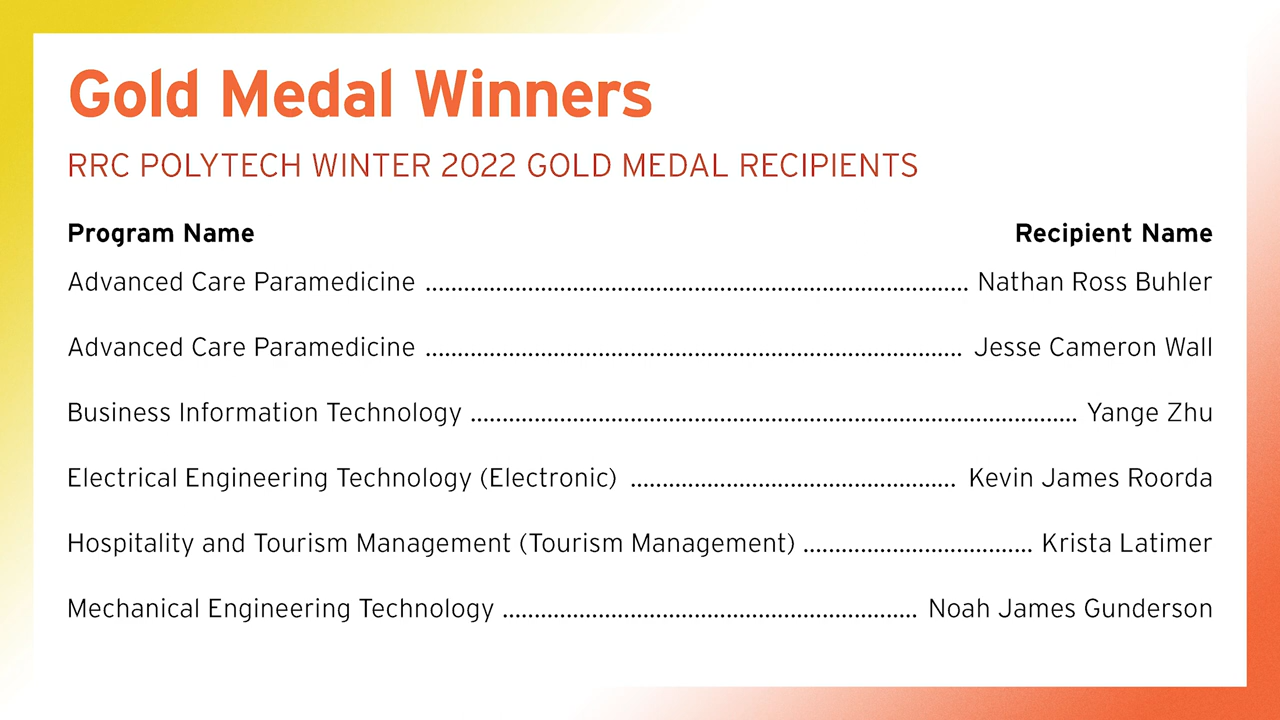 Gold Medal Winners
RRC POLYTECH WINTER 2022 GOLD MEDAL RECIPIENTS
Program Name Recipient Name
Advanced Care Paramedicine ........................................................................................ Nathan Ross Buhler
Advanced Care Paramedicine ....................................................................................... Jesse Cameron Wall
Business Information Technology .................................................................................................. Yange Zhu
Electrical Engineering Technology (Electronic) ..................................................... Kevin James Roorda
Hospitality and Tourism Management (Tourism Management) ..................................... Krista Latimer
Mechanical Engineering Technology ................................................................... Noah James Gunderson